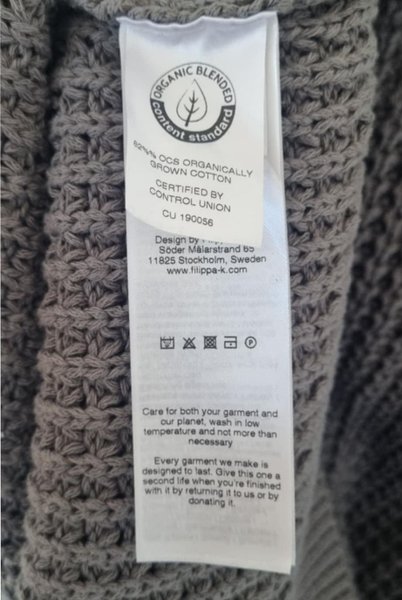 ORGANIC BLENDED
content standard
OCS ORGANICALLY
GROWN COTTON
CERTIFIED BY
CONTROL UNION
CU 190056
Design by
Söder Mälarstrand 65
11825 Stockholm, Sweden
www.filippa-k.com
Care for both your garment and
our planet, wash in low
temperature and not more than
necessary
Every garment we make is
designed to last. Give this one a
second life when you're finished
with it by returning it to us or by
donating it.